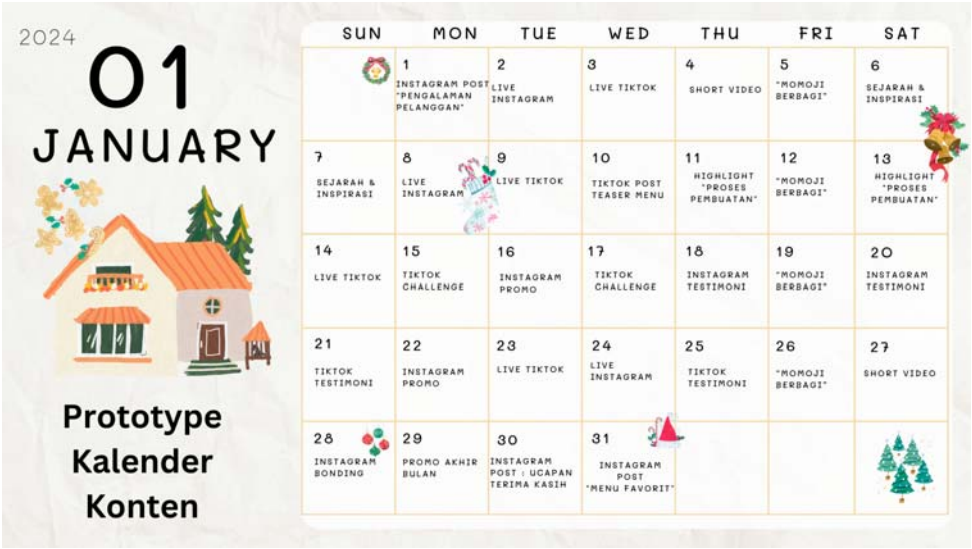 2024
01
JANUARY
Prototype
Kalender
Konten
SUN MON TUE WED THU FRI SAT
1
INSTAGRAM POST
"PENGALAMAN
PELANGGAN"
2
LIVE
INSTAGRAM
3
LIVE TIKTOK
4
SHORT VIDEO
5
"MOMOJI
BERBAGI"
6
SEJARAH &
INSPIRASI
7
SEJARAH &
INSPIRASI
8
LIVE
INSTAGRAM
9
LIVE TIKTOK
10
TIKTOK POST
TEASER MENU
11
HIGHLIGHT
"PROSES
PEMBUATAN"
12
"MOMOJI
BERBAGI"
13
HIGHLIGHT
"PROSES
PEMBUATAN"
14
LIVE TIKTOK
15
TIKTOK
CHALLENGE
16
INSTAGRAM
PROMO
17
TIKTOK
CHALLENGE
18
INSTAGRAM
TESTIMONI
19
"MOMOJI
BERBAGI"
20
INSTAGRAM
TESTIMONI
21
TIKTOK
TESTIMONI
22
INSTAGRAM
PROMO
23
LIVE TIKTOK
24
LIVE
INSTAGRAM
25
TIKTOK
TESTIMONI
26
"MOMOJI
BERBAGI"
27
SHORT VIDEO
28
INSTAGRAM
BONDING
29
PROMO AKHIR
BULAN
30
INSTAGRAM
POST : UCAPAN
TERIMA KASIH
31
INSTAGRAM
POST
"MENU FAVORIT"